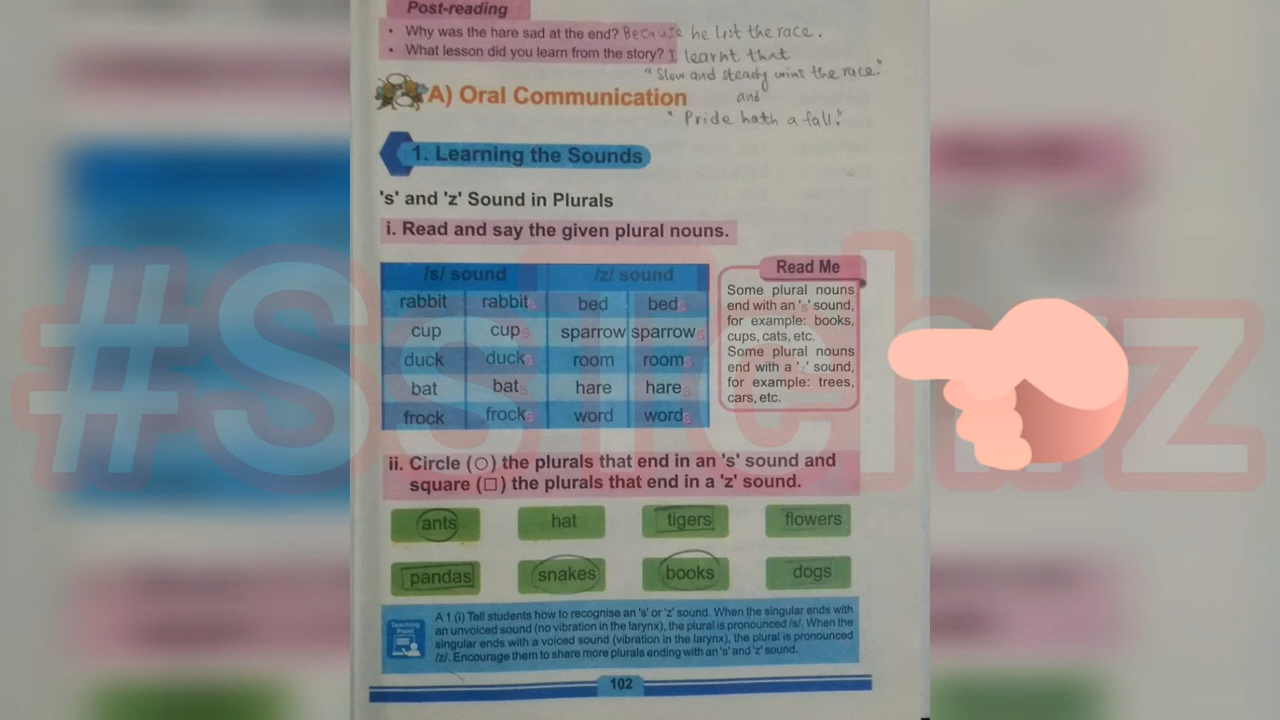 Post-reading
• Why was the hare sad at the end? Because he lost the race.
• What lesson did you learn from the story? I learnt that
"Slow and steady wins the race."
and
"Pride hath a fall."
A) Oral Communication
1. Learning the Sounds
's' and 'z' Sound in Plurals
i. Read and say the given plural nouns.
/s/ sound /z/ sound
rabbit rabbits bed beds
cup cups sparrow sparrows
duck ducks room rooms
bat bats hare hares
frock frocks word words
Read Me
Some plural nouns
end with an 's' sound,
for example: books,
cups, cats, etc.
Some plural nouns
end with a 'z' sound,
for example: trees,
cars, etc.
ii. Circle (○) the plurals that end in an 's' sound and
square (□) the plurals that end in a 'z' sound.
ants hat tigers flowers
pandas snakes books dogs
Teaching
Point
A 1 (i) Tell students how to recognise an 's' or 'z' sound. When the singular ends with
an unvoiced sound (no vibration in the larynx), the plural is pronounced /s/. When the
singular ends with a voiced sound (vibration in the larynx), the plural is pronounced
/z/. Encourage them to share more plurals ending with an 's' and 'z' sound.
102